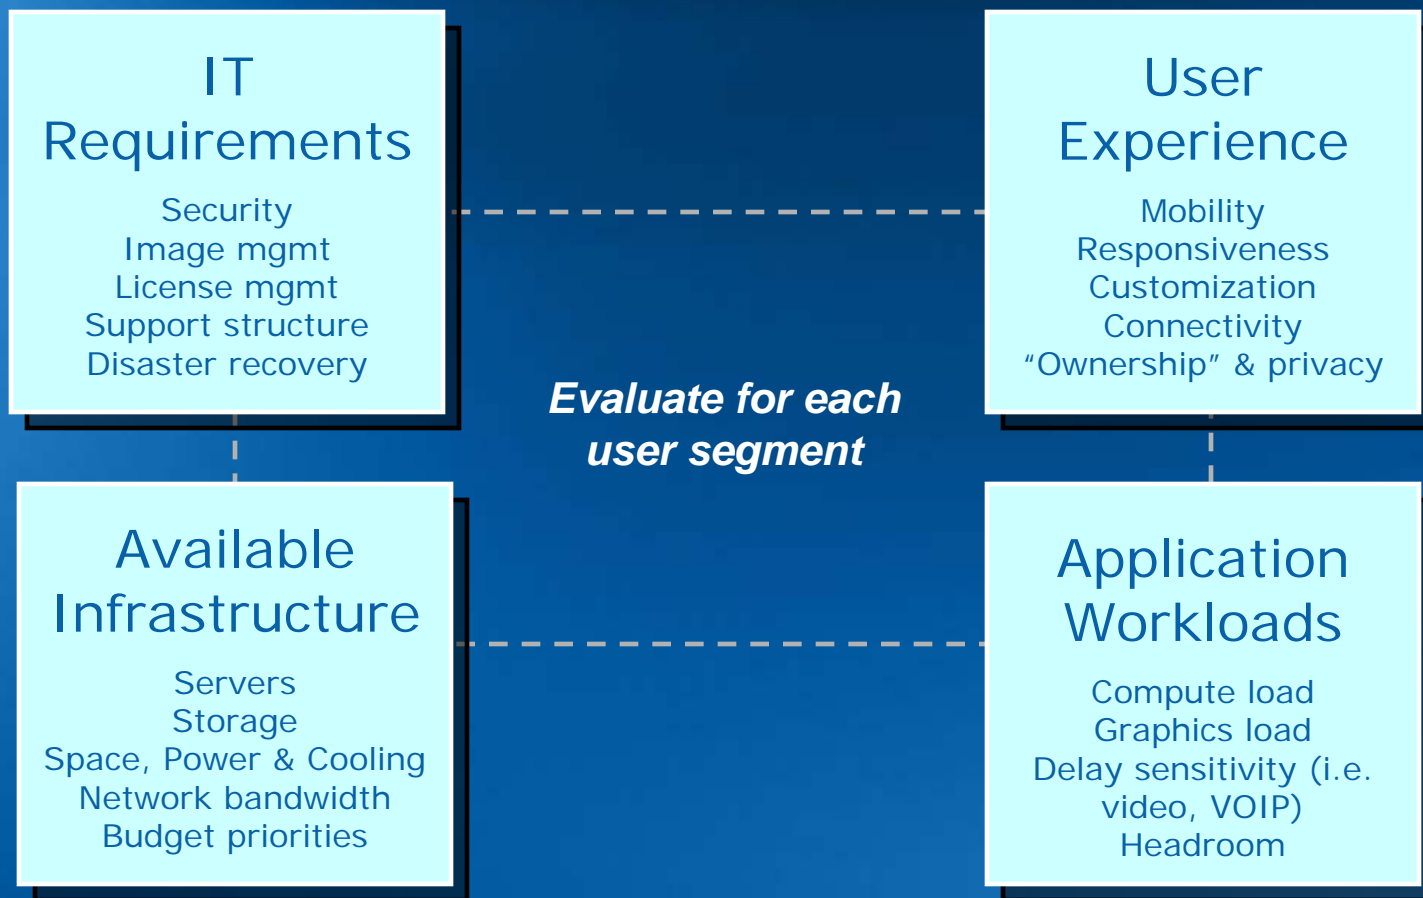 IT
Requirements
Security
Image mgmt
License mgmt
Support structure
Disaster recovery
User
Experience
Mobility
Responsiveness
Customization
Connectivity
“Ownership” & privacy
Evaluate for each
user segment
Available
Infrastructure
Servers
Storage
Space, Power & Cooling
Network bandwidth
Budget priorities
Application
Workloads
Compute load
Graphics load
Delay sensitivity (i.e.
video, VOIP)
Headroom